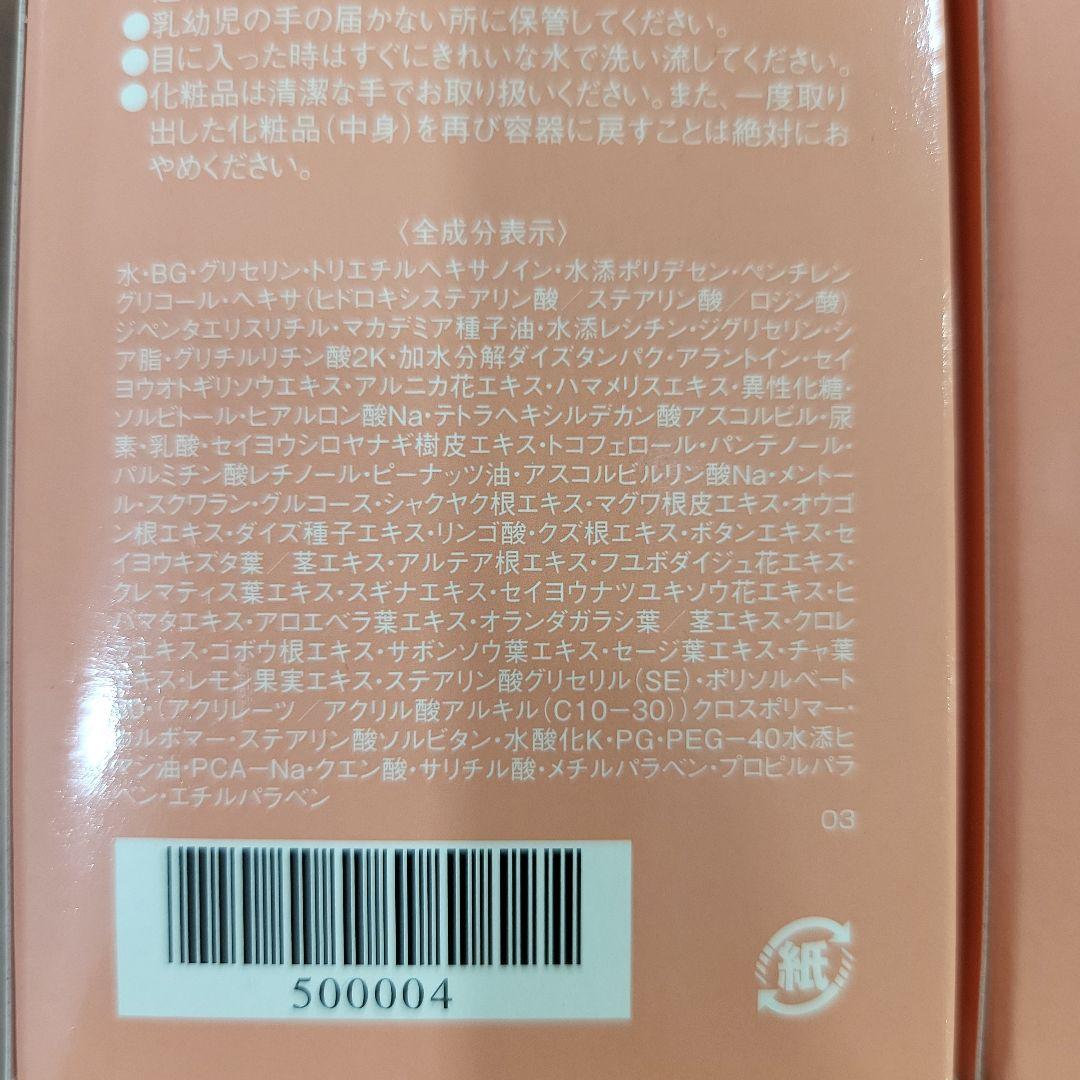 ●乳幼児の手の届かない所に保管してください。
●目に入った時はすぐにきれいな水で洗い流してください。
●化粧品は清潔な手でお取り扱いください。また、一度取り
出した化粧品（中身）を再び容器に戻すことは絶対にお
やめください。
〈全成分表示〉
水・BG・グリセリン・トリエチルヘキサノイン・水添ポリデセン・ペンチレン
グリコール・ヘキサ（ヒドロキシステアリン酸／ステアリン酸／ロジン酸）
ジペンタエリスリチル・マカデミア種子油・水添レシチン・ジグリセリン・シ
ア脂・グリチルリチン酸2K・加水分解ダイズタンパク・アラントイン・セイ
ヨウオトギリソウエキス・アルニカ花エキス・ハマメリスエキス・異性化糖・
ソルビトール・ヒアルロン酸Na・テトラヘキシルデカン酸アスコルビル・尿
素・乳酸・セイヨウシロヤナギ樹皮エキス・トコフェロール・パンテノール・
パルミチン酸レチノール・ピーナッツ油・アスコルビルリン酸Na・メントー
ル・スクワラン・グルコース・シャクヤク根エキス・マグワ根皮エキス・オウゴ
ン根エキス・ダイズ種子エキス・リンゴ酸・クズ根エキス・ボタンエキス・セ
イヨウキズタ葉／茎エキス・アルテア根エキス・フユボダイジュ花エキス・
クレマティス葉エキス・スギナエキス・セイヨウナツユキソウ花エキス・ヒ
バマタエキス・アロエベラ葉エキス・オランダガラシ葉／茎エキス・クロレ
ラエキス・ゴボウ根エキス・サボンソウ葉エキス・セージ葉エキス・チャ葉
エキス・レモン果実エキス・ステアリン酸グリセリル（SE）・ポリソルベート
60・（アクリレーツ／アクリル酸アルキル（C10－30））クロスポリマー・
カルボマー・ステアリン酸ソルビタン・水酸化K・PG・PEG－40水添ヒ
マシ油・PCA－Na・クエン酸・サリチル酸・メチルパラベン・プロピルパラ
ベン・エチルパラベン
03
500004
紙